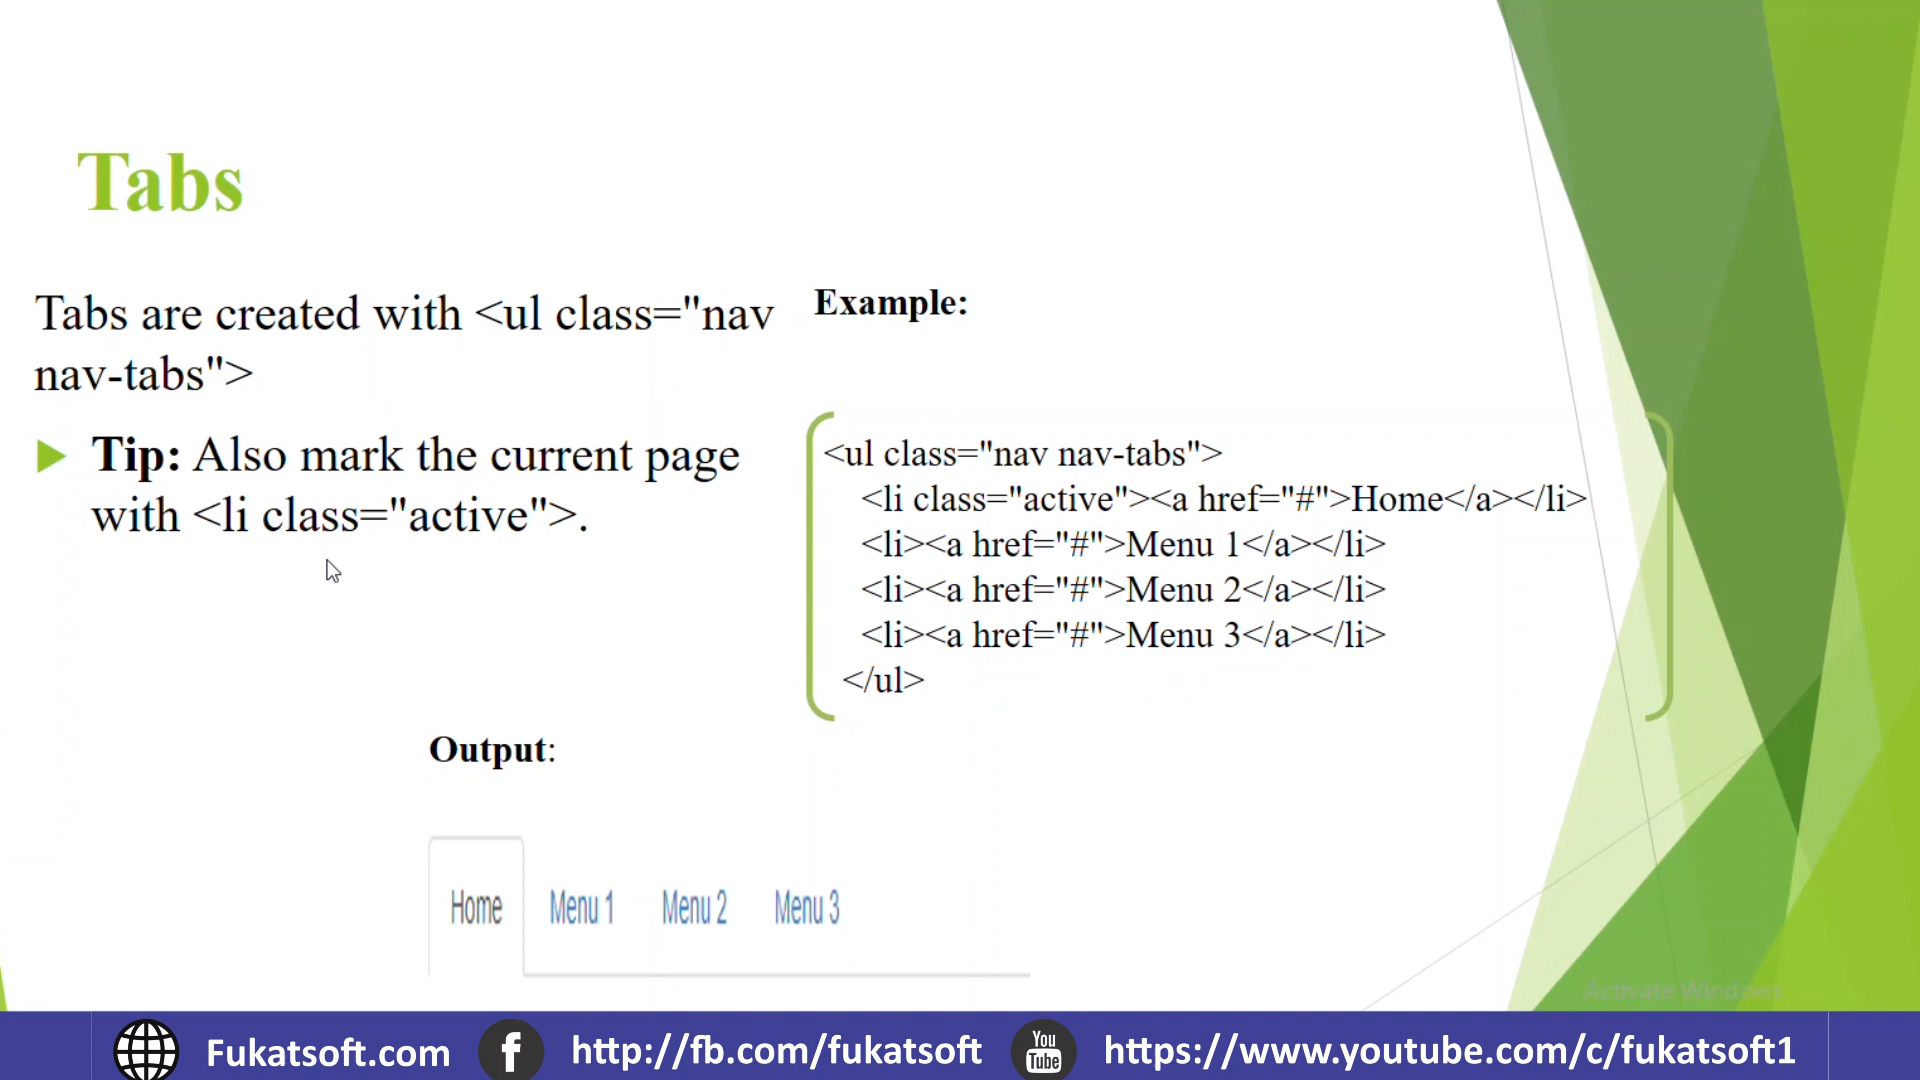 Tabs
Tabs are created with <ul class="nav
nav-tabs">
Tip: Also mark the current page
with <li class="active">.
Example:
<ul class="nav nav-tabs">
<li class="active"><a href="#">Home</a></li>
<li><a href="#">Menu 1</a></li>
<li><a href="#">Menu 2</a></li>
<li><a href="#">Menu 3</a></li>
</ul>
Output:
Home Menu 1 Menu 2 Menu 3
Activate Windows
Fukatsoft.com f http://fb.com/fukatsoft You Tube https://www.youtube.com/c/fukatsoft1